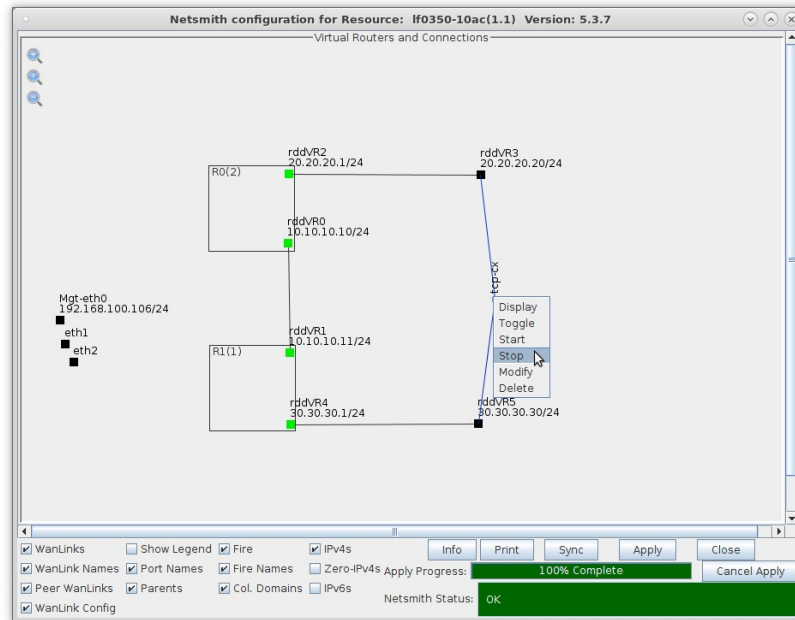 Netsmith configuration for Resource: lf0350-10ac(1.1) Version: 5.3.7
Virtual Routers and Connections
rddVR2
20.20.20.1/24
rddVR3
20.20.20.20/24
R0(2)
rddVR0
10.10.10.10/24
tcp-cx
Mgt-eth0
192.168.100.106/24
eth1
eth2
Display
Toggle
Start
Stop
Modify
Delete
rddVR1
10.10.10.11/24
R1(1)
rddVR4
30.30.30.1/24
rddVR5
30.30.30.30/24
WanLinks Show Legend Fire IPv4s Info Print Sync Apply Close
WanLink Names Port Names Fire Names Zero-IPv4s Apply Progress: 100% Complete Cancel Apply
Peer WanLinks Parents Col. Domains IPv6s Netsmith Status: OK
WanLink Config